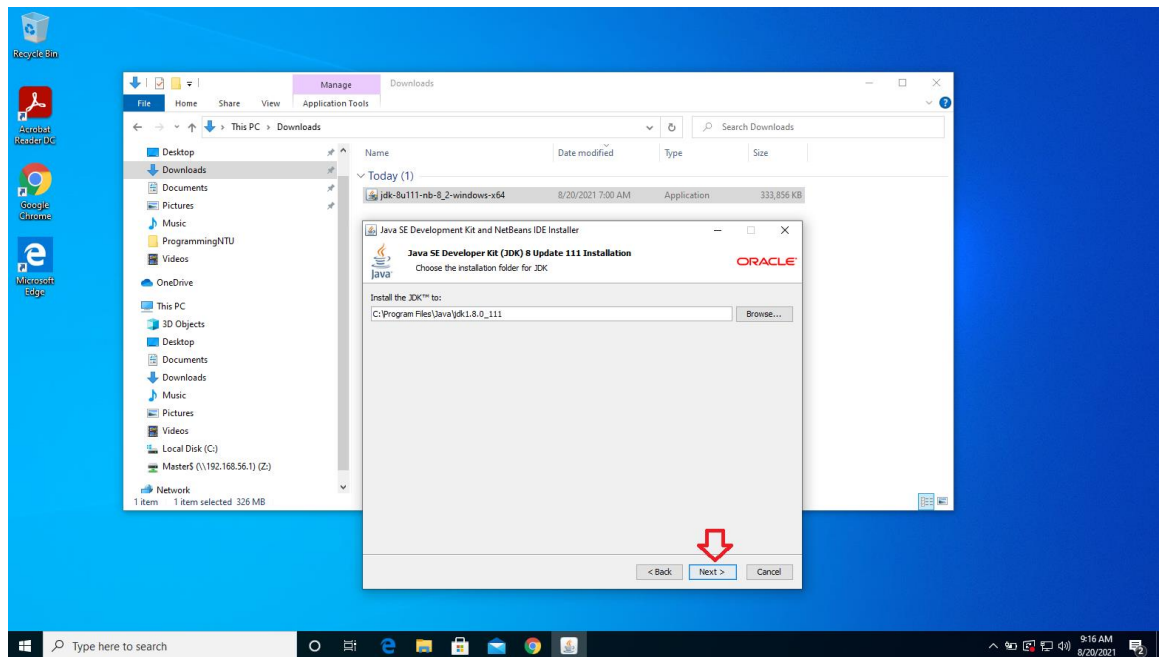 Recycle Bin
Acrobat
Reader DC
Google
Chrome
Microsoft
Edge
Manage
Downloads
File Home Share View Application Tools
This PC > Downloads
Search Downloads
Desktop
Downloads
Documents
Pictures
Music
ProgrammingNTU
Videos
OneDrive
This PC
3D Objects
Desktop
Documents
Downloads
Music
Pictures
Videos
Local Disk (C:)
Master$ (\\192.168.56.1) (Z:)
Network
1 item 1 item selected 326 MB
Name Date modified Type Size
Today (1)
jdk-8u111-nb-8_2-windows-x64 8/20/2021 7:00 AM Application 333,856 KB
Java SE Development Kit and NetBeans IDE Installer
Java
Java SE Developer Kit (JDK) 8 Update 111 Installation
Choose the installation folder for JDK
ORACLE
Install the JDK™ to:
C:\Program Files\Java\jdk1.8.0_111
Browse...
< Back Next > Cancel
Type here to search
9:16 AM
8/20/2021
2